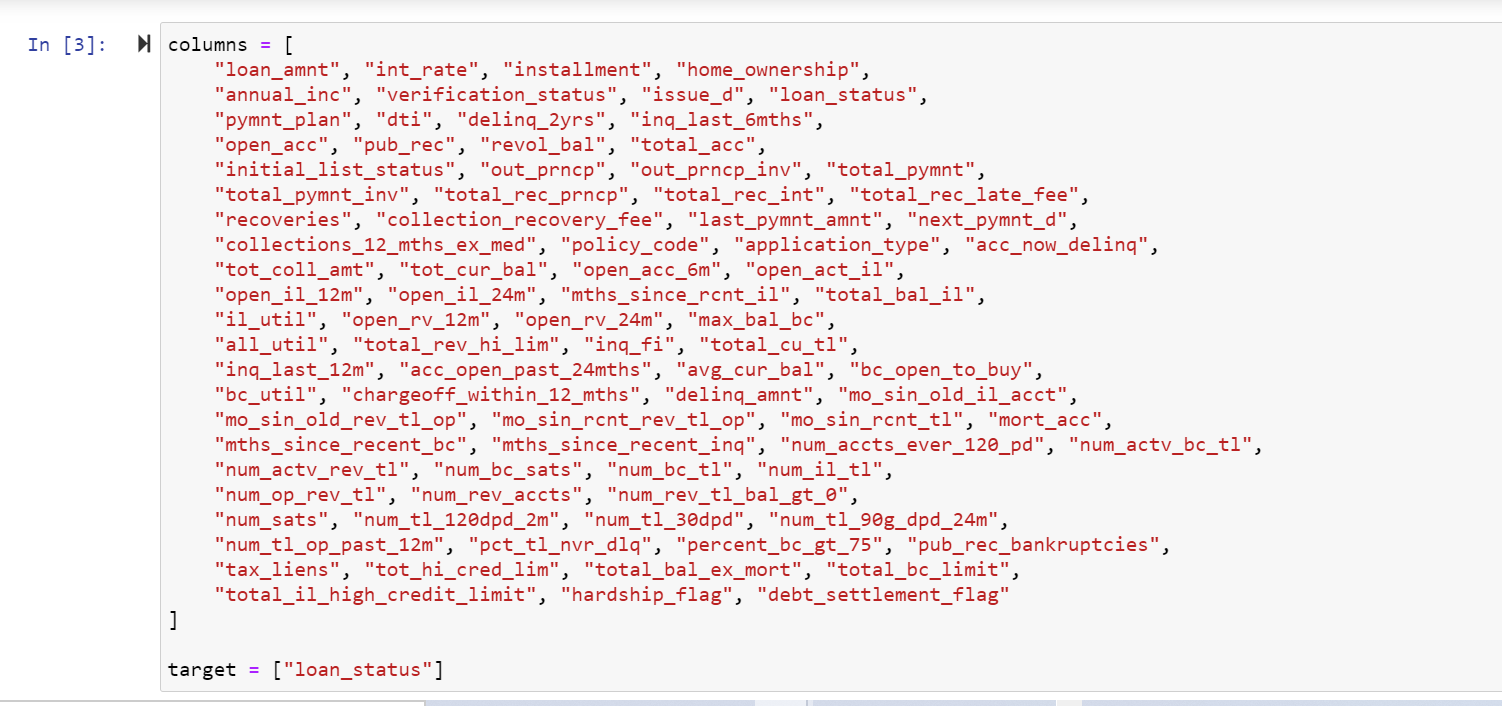 In [3]:
columns = [
    "loan_amnt", "int_rate", "installment", "home_ownership",
    "annual_inc", "verification_status", "issue_d", "loan_status",
    "pymnt_plan", "dti", "delinq_2yrs", "inq_last_6mths",
    "open_acc", "pub_rec", "revol_bal", "total_acc",
    "initial_list_status", "out_prncp", "out_prncp_inv", "total_pymnt",
    "total_pymnt_inv", "total_rec_prncp", "total_rec_int", "total_rec_late_fee",
    "recoveries", "collection_recovery_fee", "last_pymnt_amnt", "next_pymnt_d",
    "collections_12_mths_ex_med", "policy_code", "application_type", "acc_now_delinq",
    "tot_coll_amt", "tot_cur_bal", "open_acc_6m", "open_act_il",
    "open_il_12m", "open_il_24m", "mths_since_rcnt_il", "total_bal_il",
    "il_util", "open_rv_12m", "open_rv_24m", "max_bal_bc",
    "all_util", "total_rev_hi_lim", "inq_fi", "total_cu_tl",
    "inq_last_12m", "acc_open_past_24mths", "avg_cur_bal", "bc_open_to_buy",
    "bc_util", "chargeoff_within_12_mths", "delinq_amnt", "mo_sin_old_il_acct",
    "mo_sin_old_rev_tl_op", "mo_sin_rcnt_rev_tl_op", "mo_sin_rcnt_tl", "mort_acc",
    "mths_since_recent_bc", "mths_since_recent_inq", "num_accts_ever_120_pd", "num_actv_bc_tl",
    "num_actv_rev_tl", "num_bc_sats", "num_bc_tl", "num_il_tl",
    "num_op_rev_tl", "num_rev_accts", "num_rev_tl_bal_gt_0",
    "num_sats", "num_tl_120dpd_2m", "num_tl_30dpd", "num_tl_90g_dpd_24m",
    "num_tl_op_past_12m", "pct_tl_nvr_dlq", "percent_bc_gt_75", "pub_rec_bankruptcies",
    "tax_liens", "tot_hi_cred_lim", "total_bal_ex_mort", "total_bc_limit",
    "total_il_high_credit_limit", "hardship_flag", "debt_settlement_flag"
]
target = ["loan_status"]